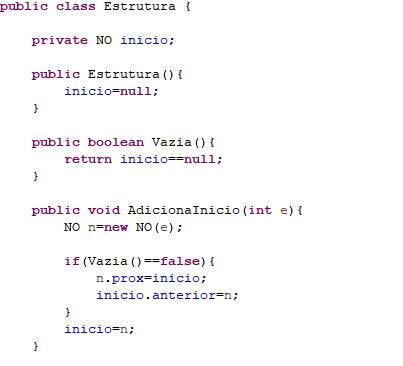 public class Estrutura {
private NO inicio;
public Estrutura(){
inicio=null;
}
public boolean Vazia(){
return inicio==null;
}
public void AdicionaInicio(int e){
NO n=new NO(e);
if(Vazia()==false){
n.prox=inicio;
inicio.anterior=n;
}
inicio=n;
}